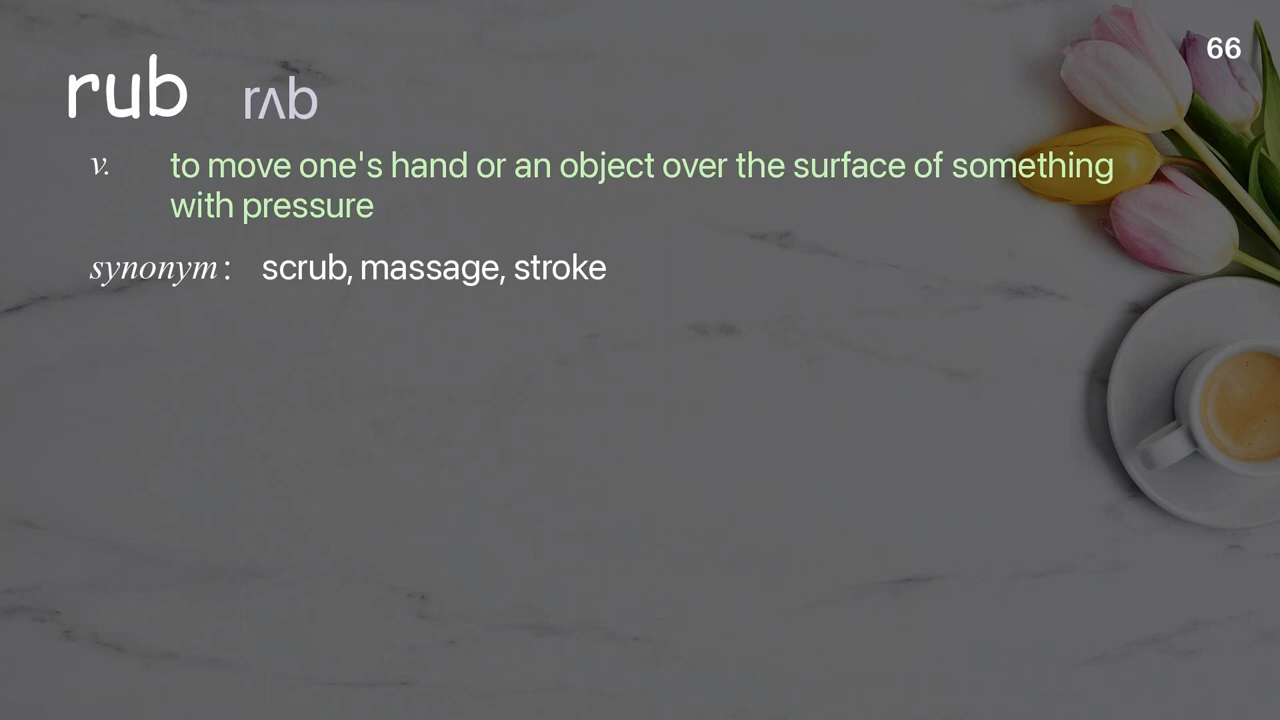 66
rub rʌb
v. to move one's hand or an object over the surface of something
with pressure
synonym: scrub, massage, stroke